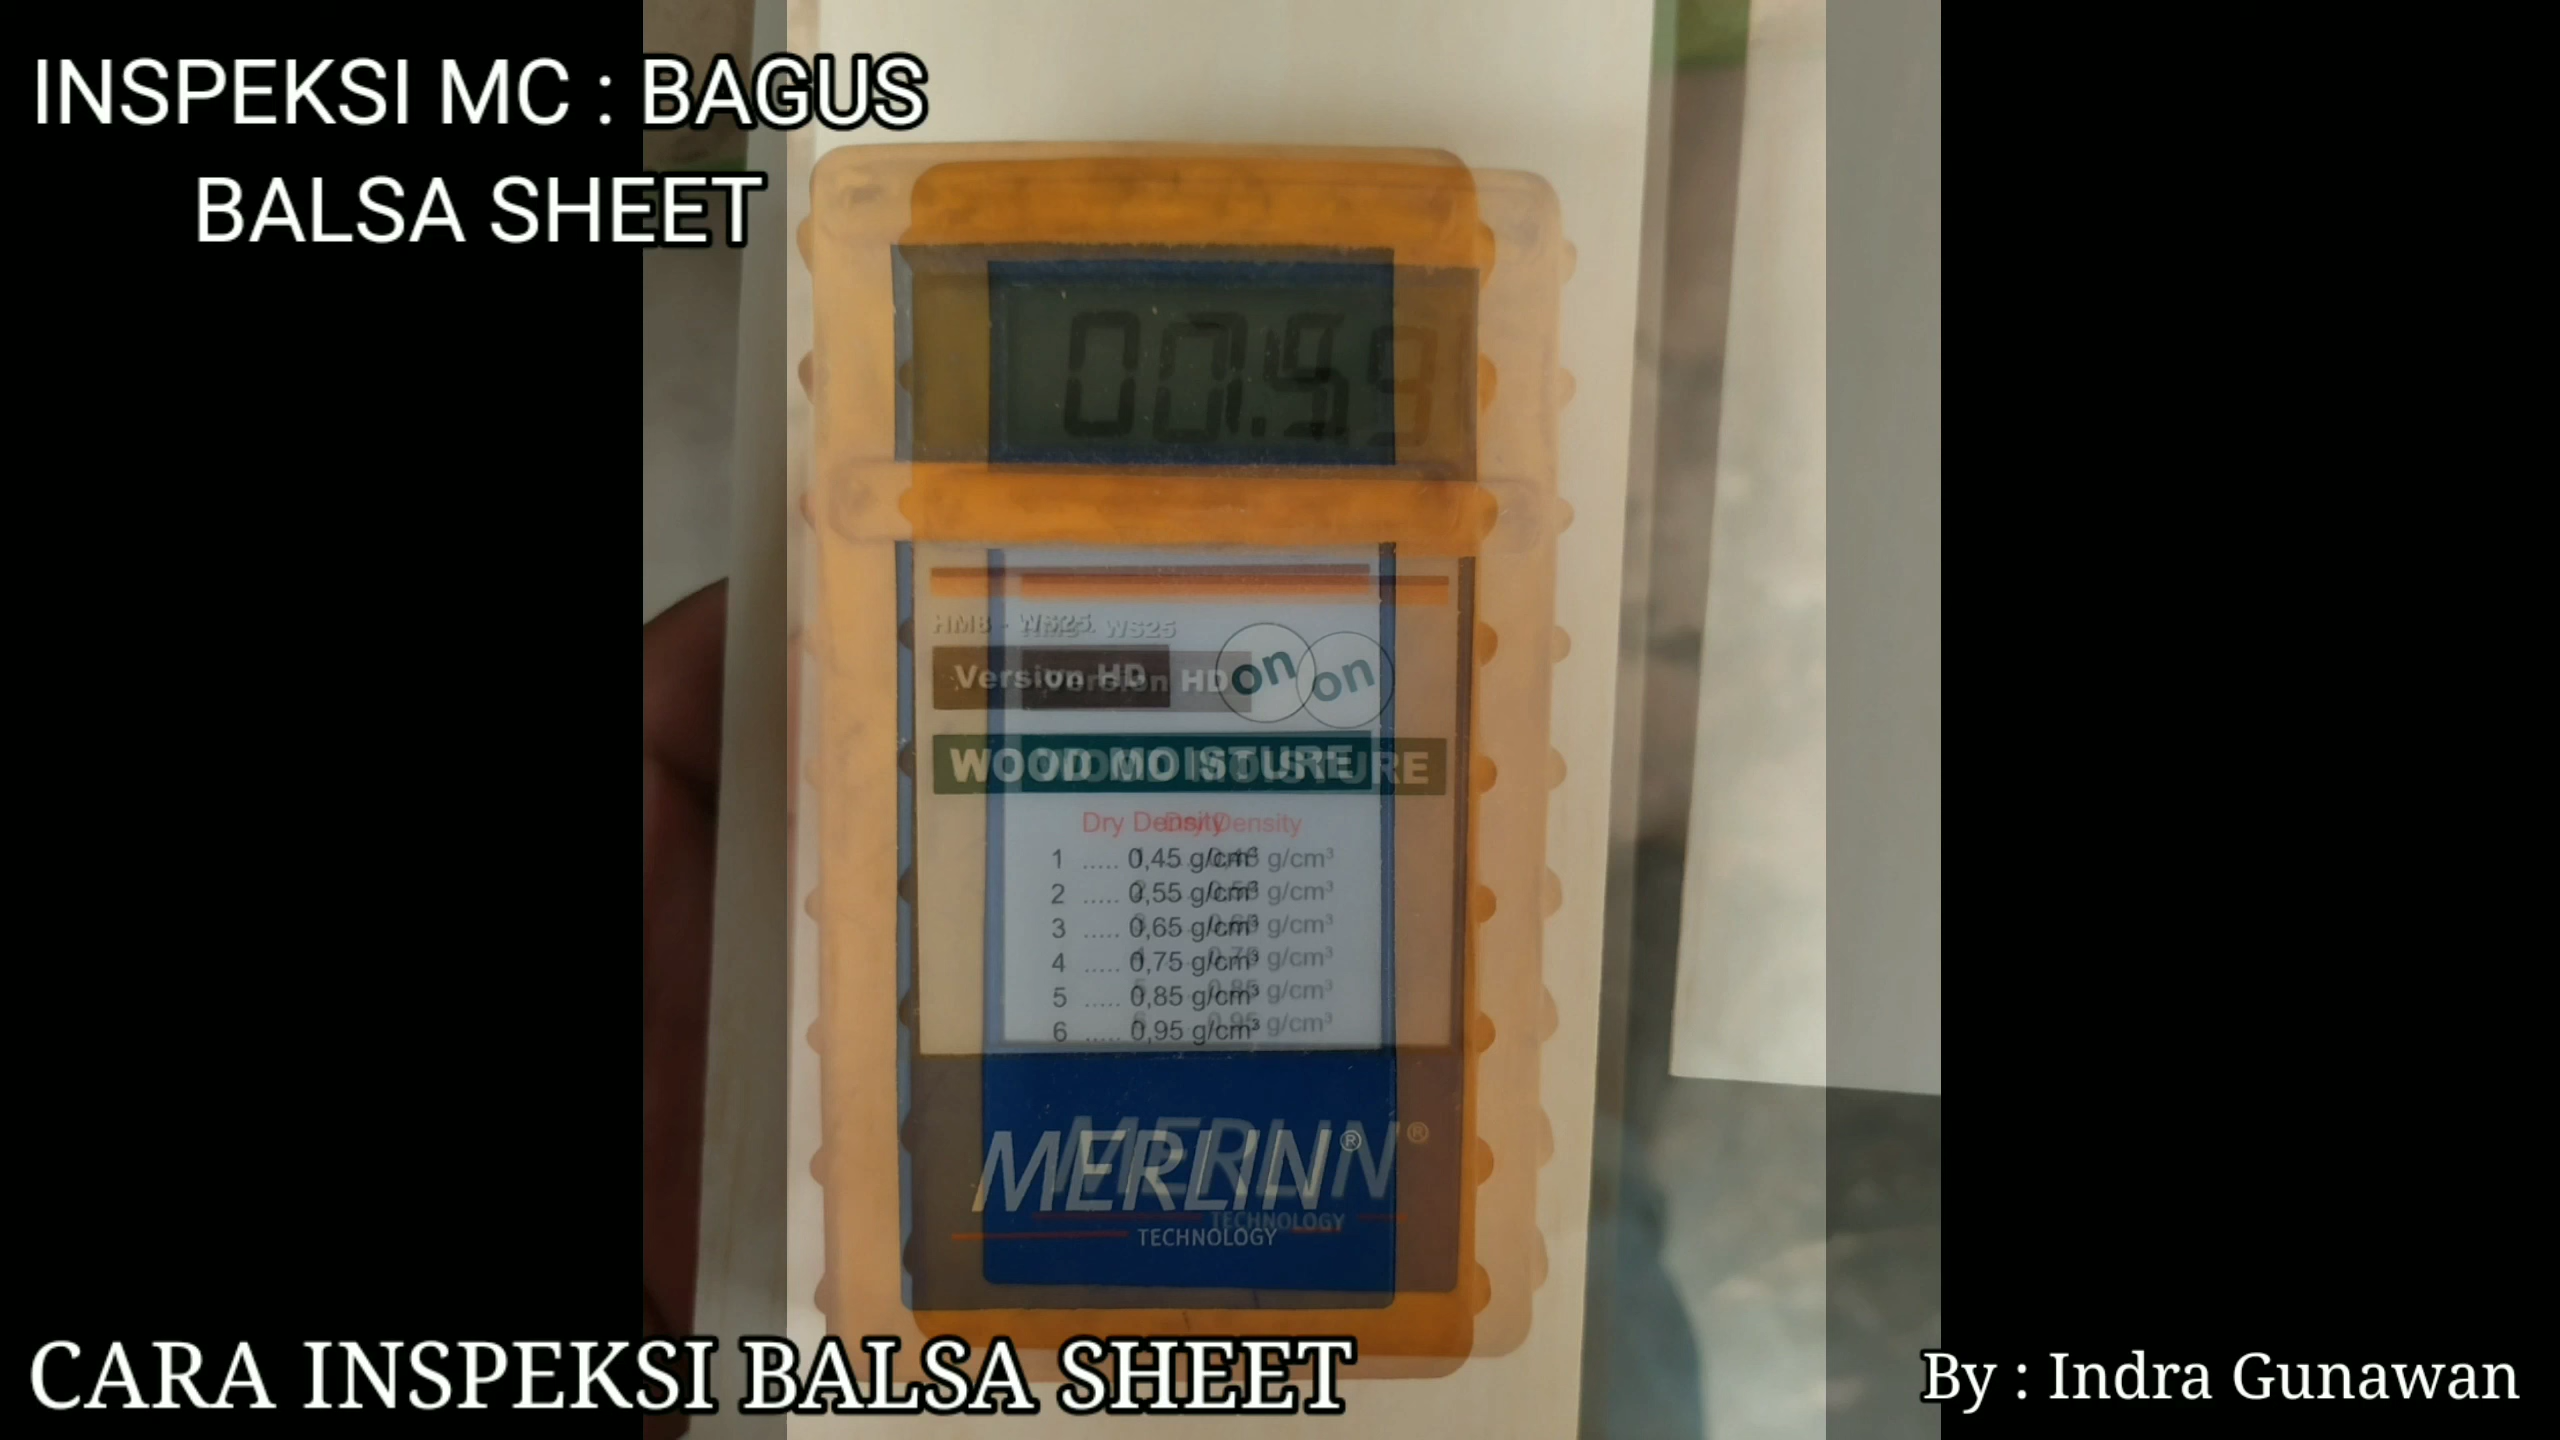 INSPEKSI MC : BAGUS
BALSA SHEET
HM8 - WS25
Version HD
on
on
WOOD MOISTURE
Dry Density
1 ..... 0,45 g/cm³
2 ..... 0,55 g/cm³
3 ..... 0,65 g/cm³
4 ..... 0,75 g/cm³
5 ..... 0,85 g/cm³
6 ..... 0,95 g/cm³
MERLIN®
TECHNOLOGY
CARA INSPEKSI BALSA SHEET
By : Indra Gunawan